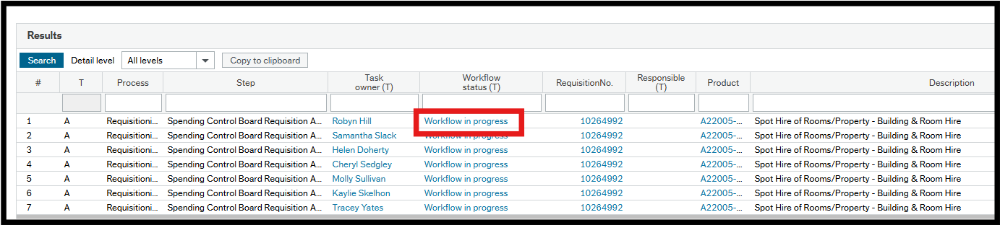 Results
Search Detail level All levels Copy to clipboard
# T Process Step Task owner (T) Workflow status (T) RequisitionNo. Responsible (T) Product Description
1 A Requisitioni... Spending Control Board Requisition A... Robyn Hill Workflow in progress 10264992 A22005-... Spot Hire of Rooms/Property - Building & Room Hire
2 A Requisitioni... Spending Control Board Requisition A... Samantha Slack Workflow in progress 10264992 A22005-... Spot Hire of Rooms/Property - Building & Room Hire
3 A Requisitioni... Spending Control Board Requisition A... Helen Doherty Workflow in progress 10264992 A22005-... Spot Hire of Rooms/Property - Building & Room Hire
4 A Requisitioni... Spending Control Board Requisition A... Cheryl Sedgley Workflow in progress 10264992 A22005-... Spot Hire of Rooms/Property - Building & Room Hire
5 A Requisitioni... Spending Control Board Requisition A... Molly Sullivan Workflow in progress 10264992 A22005-... Spot Hire of Rooms/Property - Building & Room Hire
6 A Requisitioni... Spending Control Board Requisition A... Kaylie Skelhon Workflow in progress 10264992 A22005-... Spot Hire of Rooms/Property - Building & Room Hire
7 A Requisitioni... Spending Control Board Requisition A... Tracey Yates Workflow in progress 10264992 A22005-... Spot Hire of Rooms/Property - Building & Room Hire